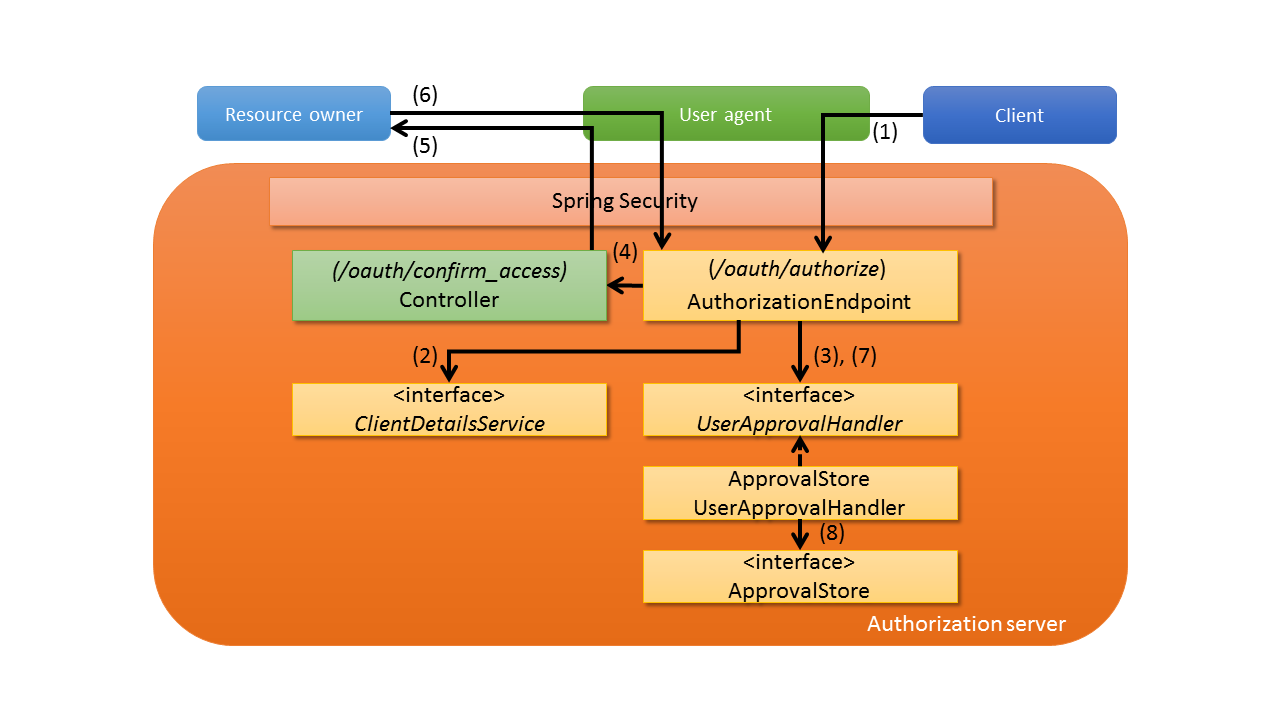 (6)
Resource owner
User agent
Client
(1)
(5)
Spring Security
(4)
(/oauth/confirm_access)
Controller
(/oauth/authorize)
AuthorizationEndpoint
(2)
(3), (7)
<interface>
ClientDetailsService
<interface>
UserApprovalHandler
ApprovalStore
UserApprovalHandler
(8)
<interface>
ApprovalStore
Authorization server